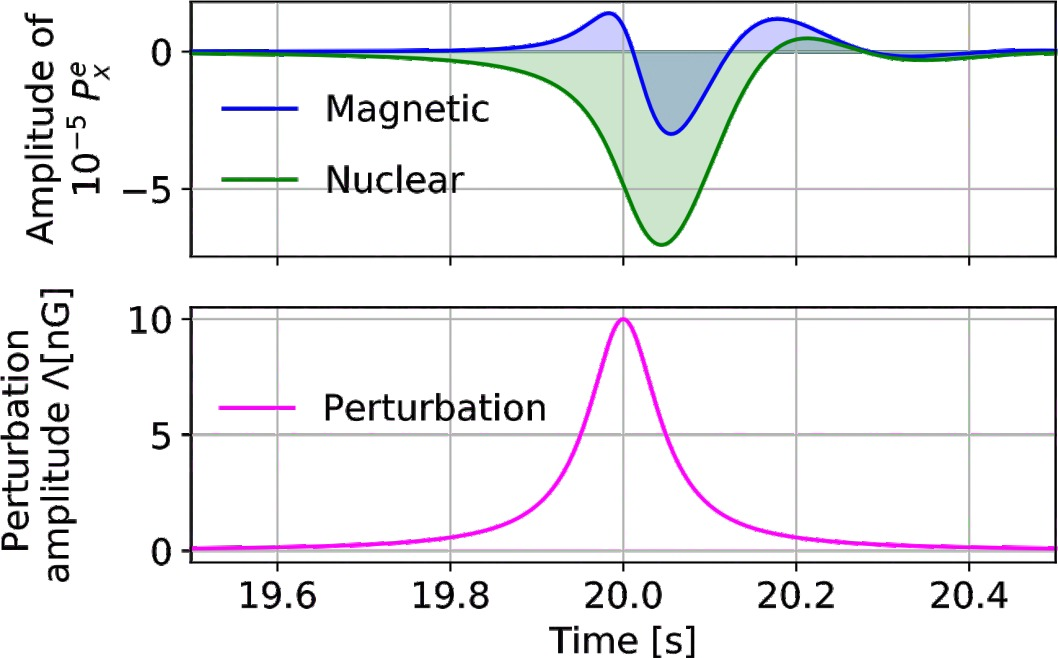 Amplitude of
10⁻⁵ Pₓᵉ
0
−5
Magnetic
Nuclear
Perturbation
amplitude Λ[nG]
10
5
0
Perturbation
19.6 19.8 20.0 20.2 20.4
Time [s]